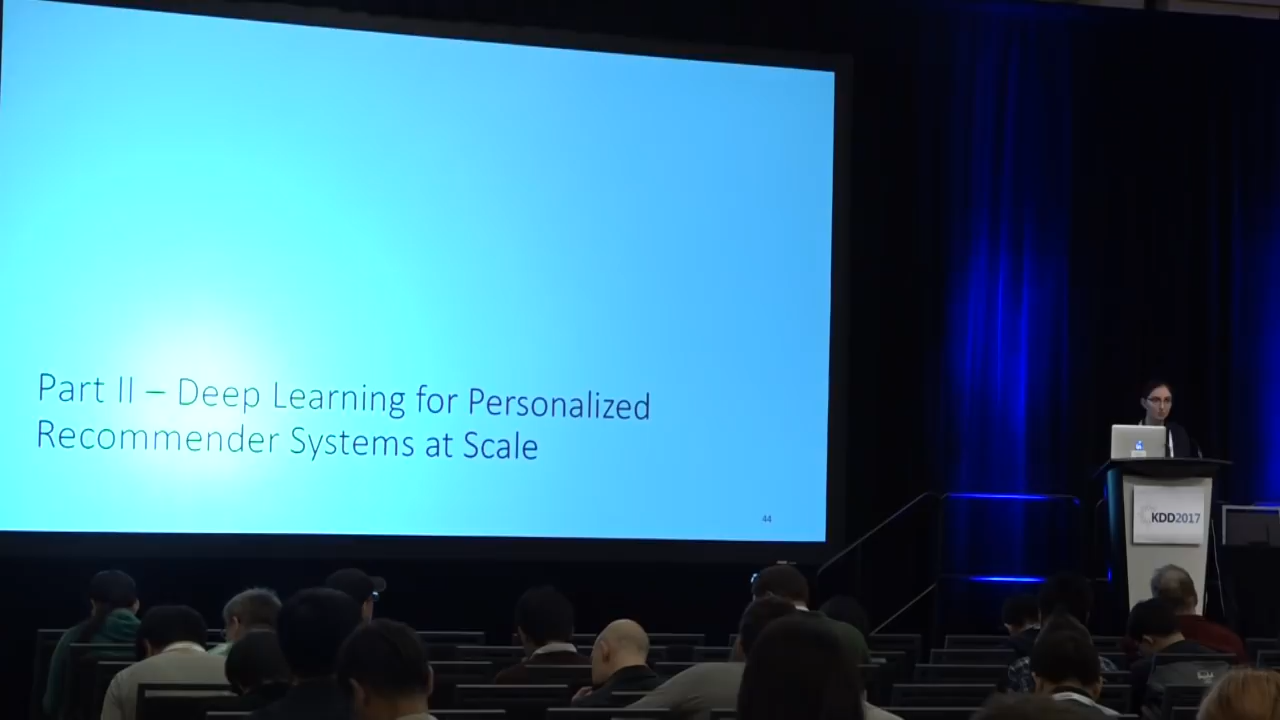 Part II – Deep Learning for Personalized
Recommender Systems at Scale
44
KDD2017